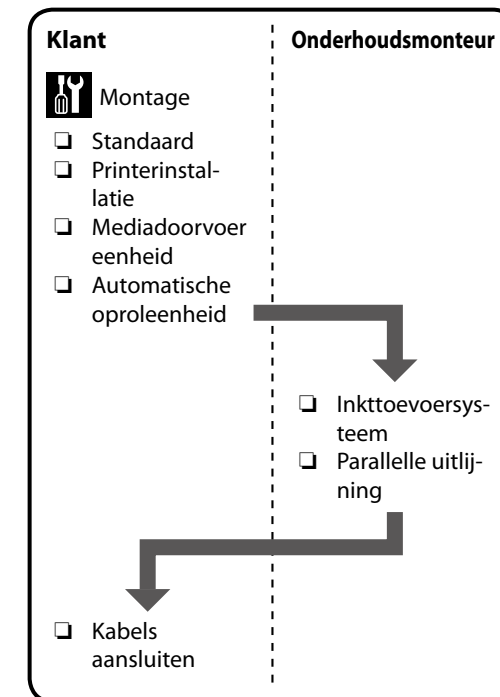 Klant
Onderhoudsmonteur
Montage
❏ Standaard
❏ Printerinstal-
latie
❏ Mediadoorvoer
eenheid
❏ Automatische
oproleenheid
❏ Inkttoevoersys-
teem
❏ Parallelle uitlij-
ning
❏ Kabels
aansluiten